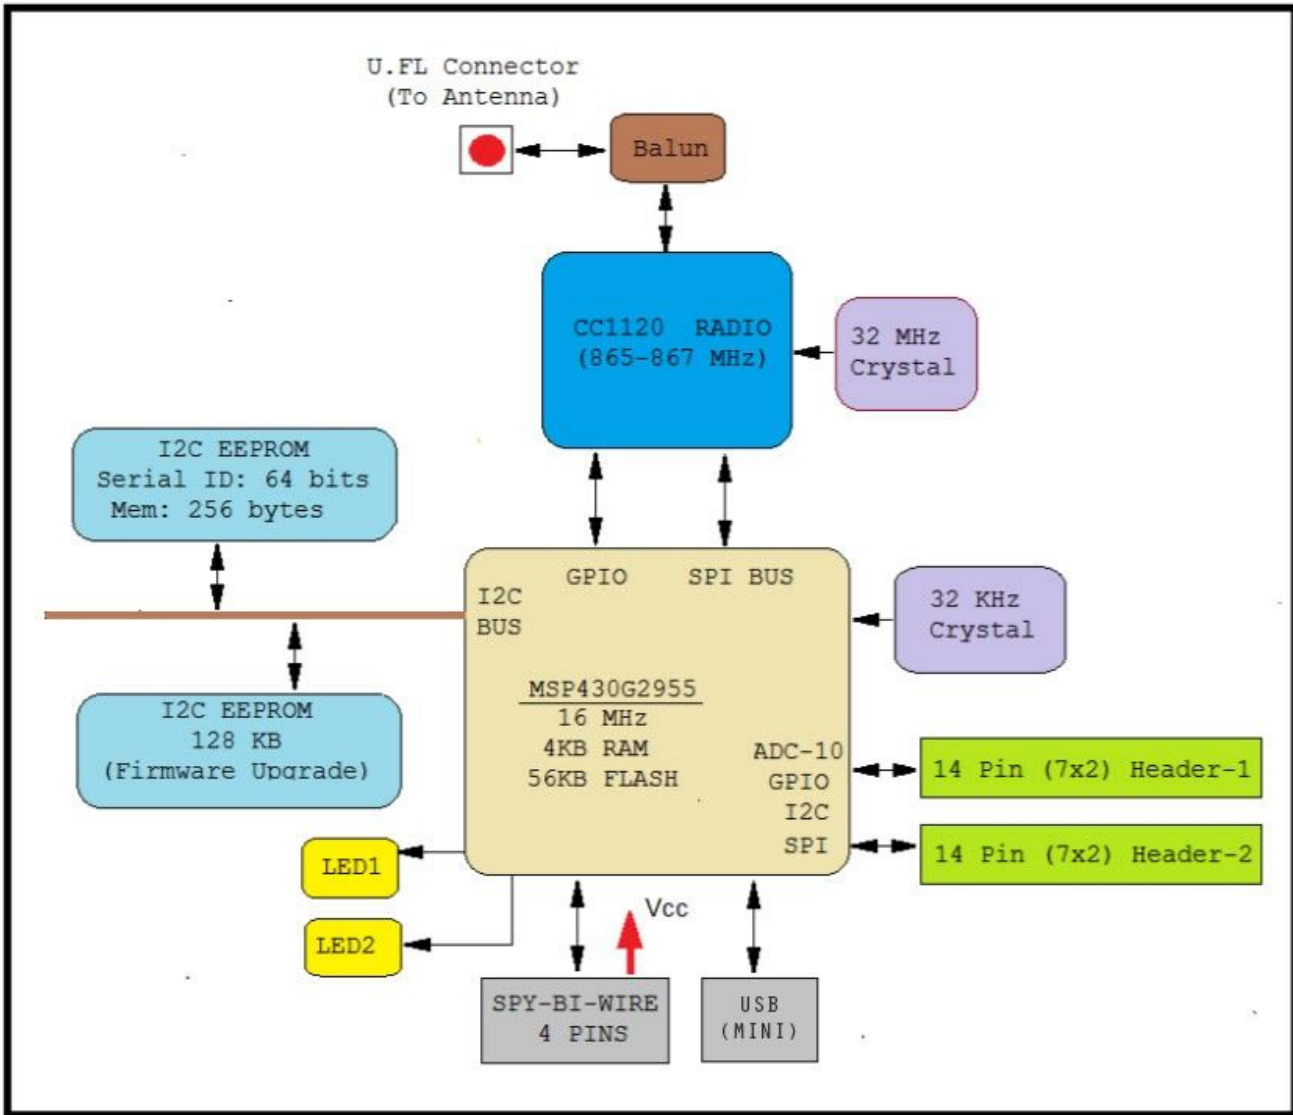 U.FL Connector
(To Antenna)
Balun
CC1120 RADIO
(865-867 MHz)
32 MHz
Crystal
I2C EEPROM
Serial ID: 64 bits
Mem: 256 bytes
GPIO
SPI BUS
I2C
BUS
32 KHz
Crystal
MSP430G2955
16 MHz
4KB RAM
56KB FLASH
I2C EEPROM
128 KB
(Firmware Upgrade)
ADC-10
GPIO
I2C
SPI
14 Pin (7x2) Header-1
14 Pin (7x2) Header-2
LED1
LED2
Vcc
SPY-BI-WIRE
4 PINS
USB
(MINI)